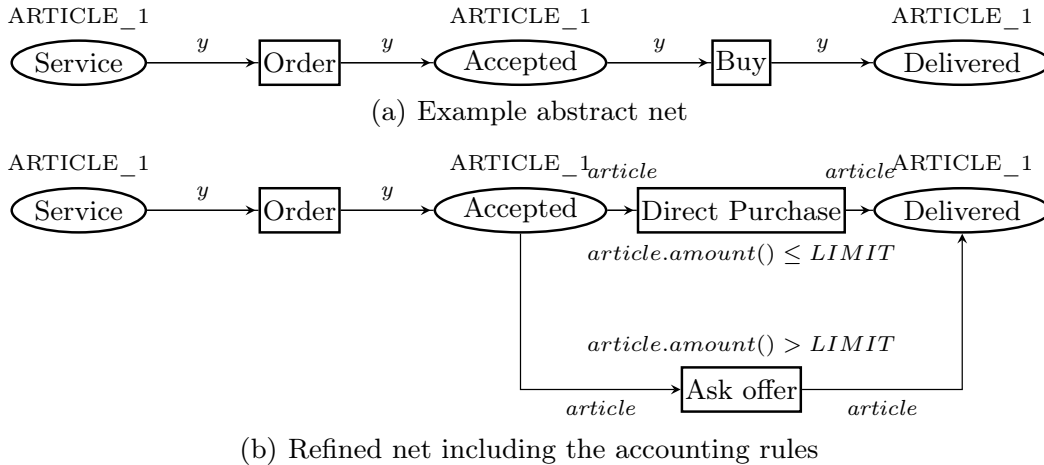 ARTICLE_1 ARTICLE_1 ARTICLE_1
y y y y
Service Order Accepted Buy Delivered
(a) Example abstract net
ARTICLE_1 ARTICLE_1 ARTICLE_1
y y article article
Service Order Accepted Direct Purchase Delivered
article.amount() ≤ LIMIT
article.amount() > LIMIT
Ask offer
article article
(b) Refined net including the accounting rules